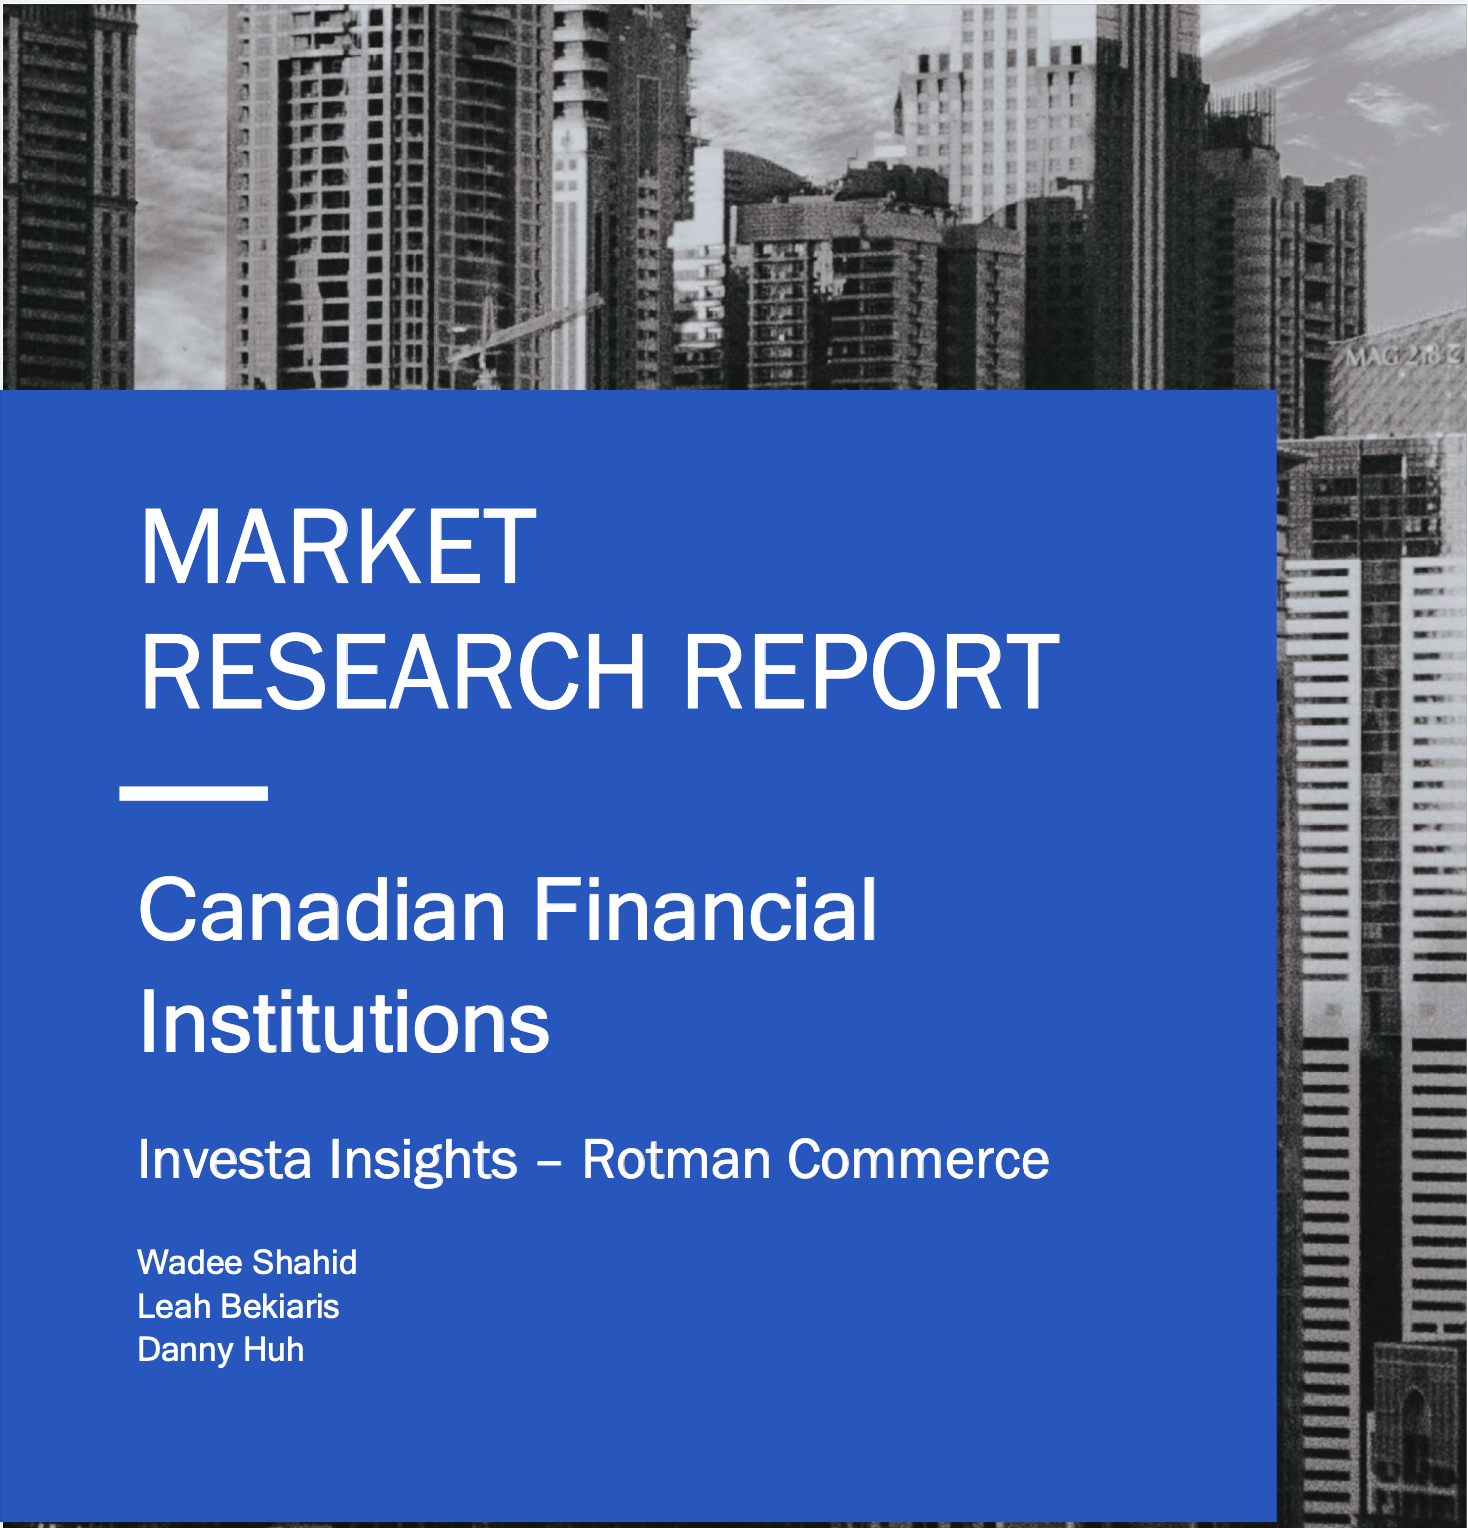 MAG 218
MARKET
RESEARCH REPORT
Canadian Financial
Institutions
Investa Insights – Rotman Commerce
Wadee Shahid
Leah Bekiaris
Danny Huh